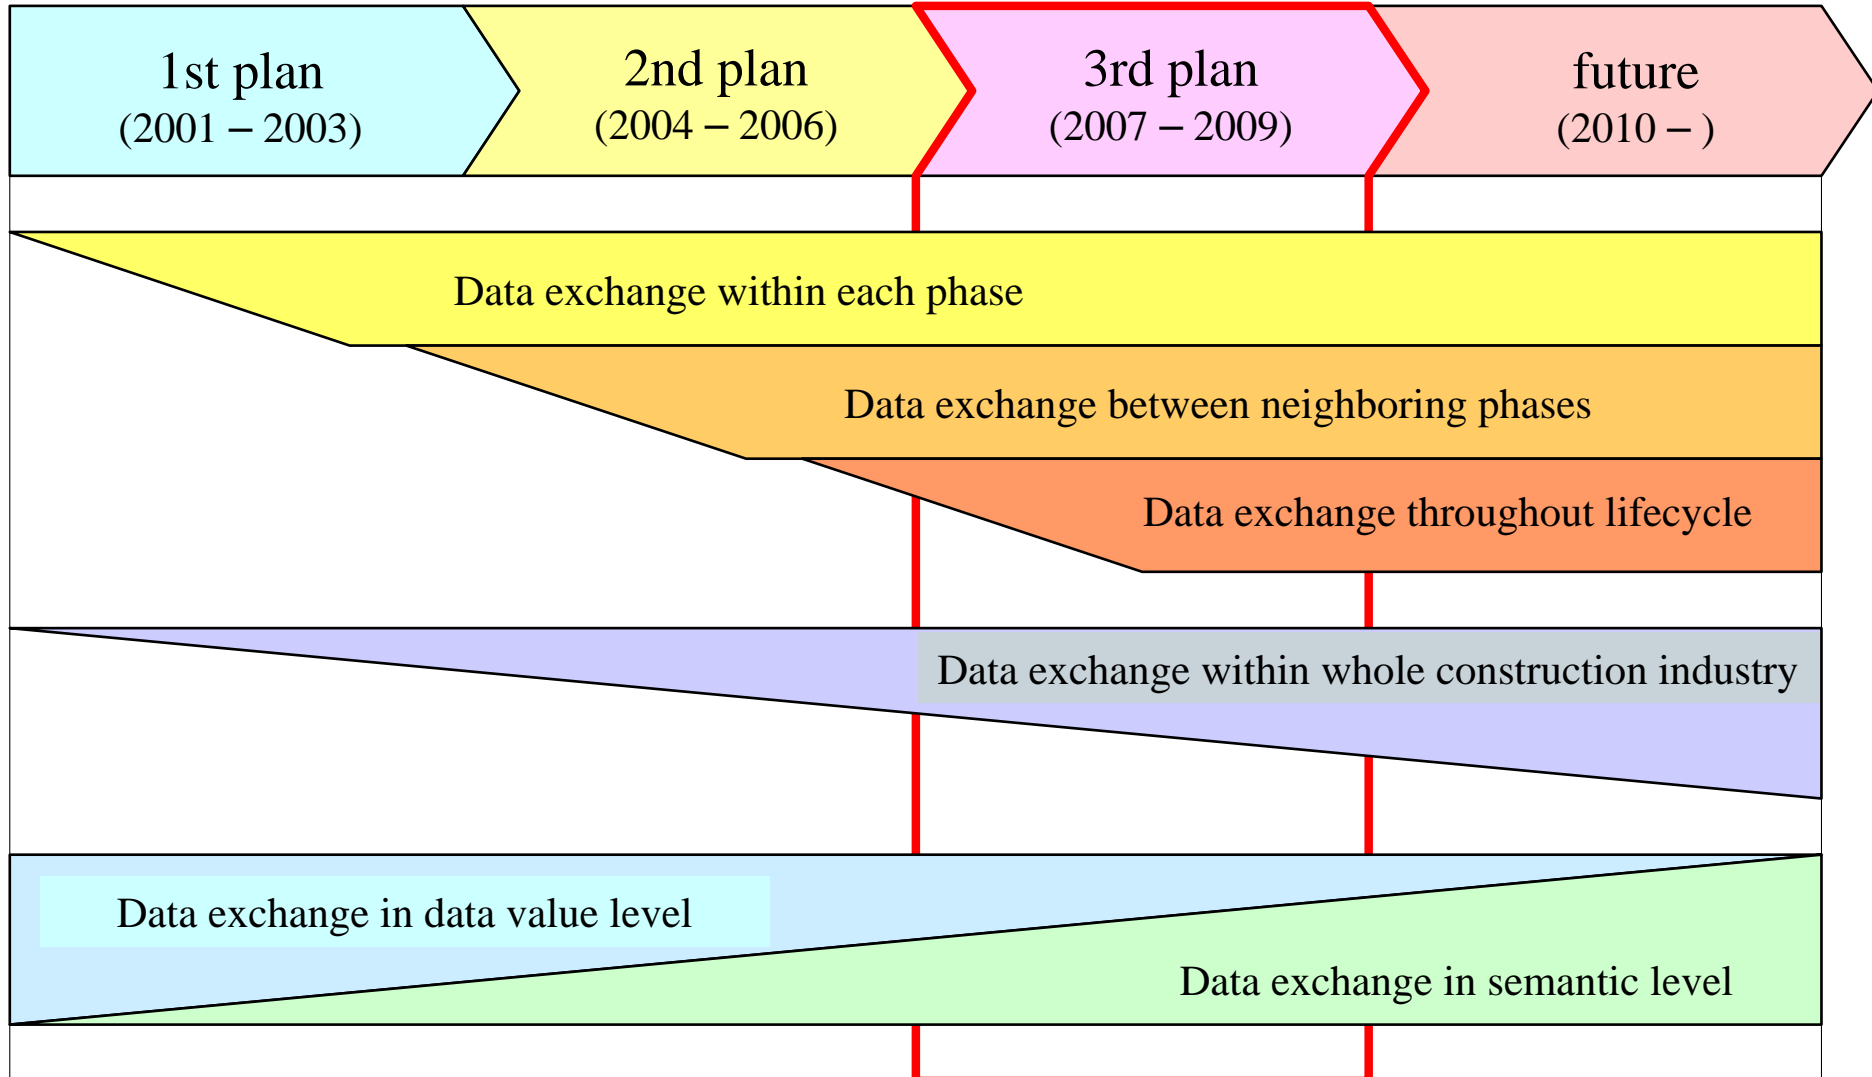 1st plan
(2001 – 2003)
2nd plan
(2004 – 2006)
3rd plan
(2007 – 2009)
future
(2010 – )
Data exchange within each phase
Data exchange between neighboring phases
Data exchange throughout lifecycle
Data exchange within whole construction industry
Data exchange in data value level
Data exchange in semantic level